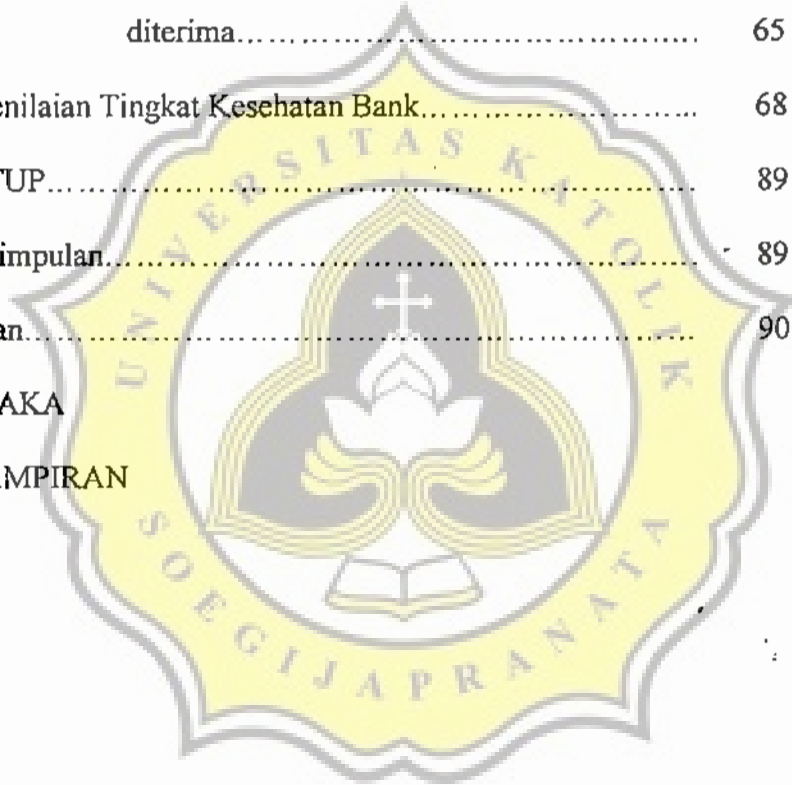 diterima........................................ 65
enilaian Tingkat Kesehatan Bank........................ 68
TUP........................................................ 89
impulan.................................................. 89
an........................................................... 90
AKA
MPIRAN
UNIVERSITAS KATOLIK
SOEGIJAPRANATA